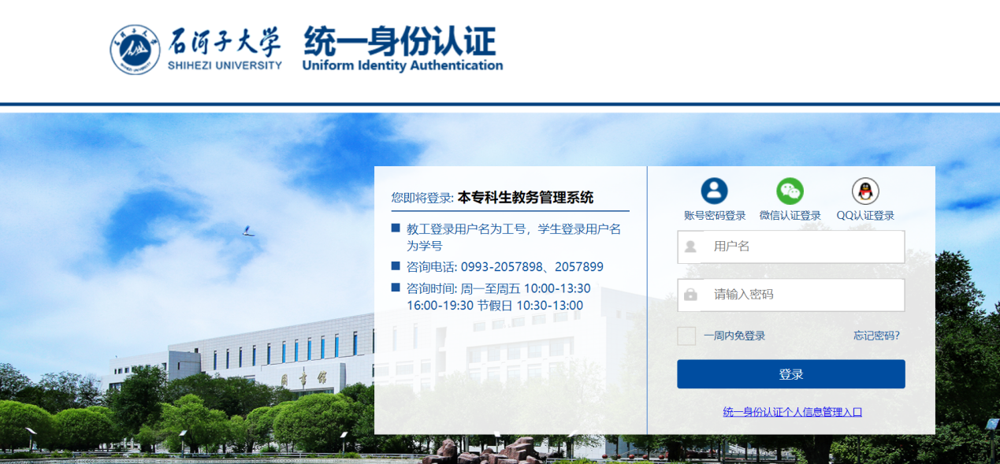 石河子大学
SHIHEZI UNIVERSITY
统一身份认证
Uniform Identity Authentication
您即将登录: 本专科生教务管理系统
教工登录用户名为工号，学生登录用户名
为学号
咨询电话: 0993-2057898、2057899
咨询时间: 周一至周五 10:00-13:30
16:00-19:30 节假日 10:30-13:00
账号密码登录 微信认证登录 QQ认证登录
用户名
请输入密码
一周内免登录 忘记密码?
登录
统一身份认证个人信息管理入口
图书馆